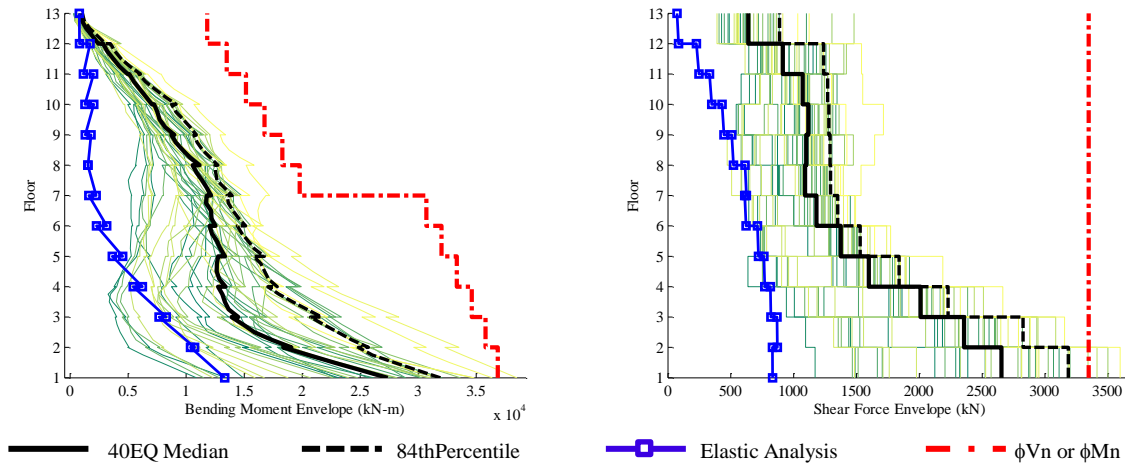 13
12
11
10
9
8
7
6
5
4
3
2
1
Floor
0 0.5 1 1.5 2 2.5 3 3.5 4
Bending Moment Envelope (kN-m)
x 10^4
13
12
11
10
9
8
7
6
5
4
3
2
1
Floor
0 500 1000 1500 2000 2500 3000 3500
Shear Force Envelope (kN)
40EQ Median
84thPercentile
Elastic Analysis
ϕVn or ϕMn